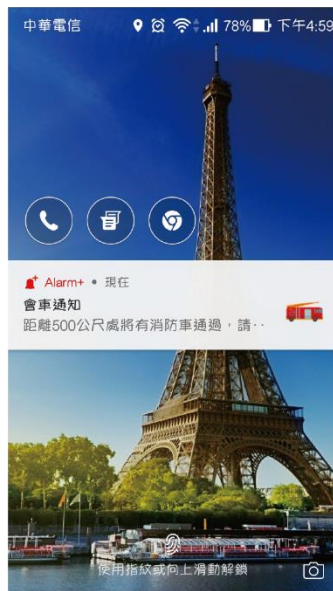 中華電信 78% 下午4:59
Alarm+ • 現在
會車通知
距離500公尺處將有消防車通過，請‥
使用指紋或向上滑動解鎖